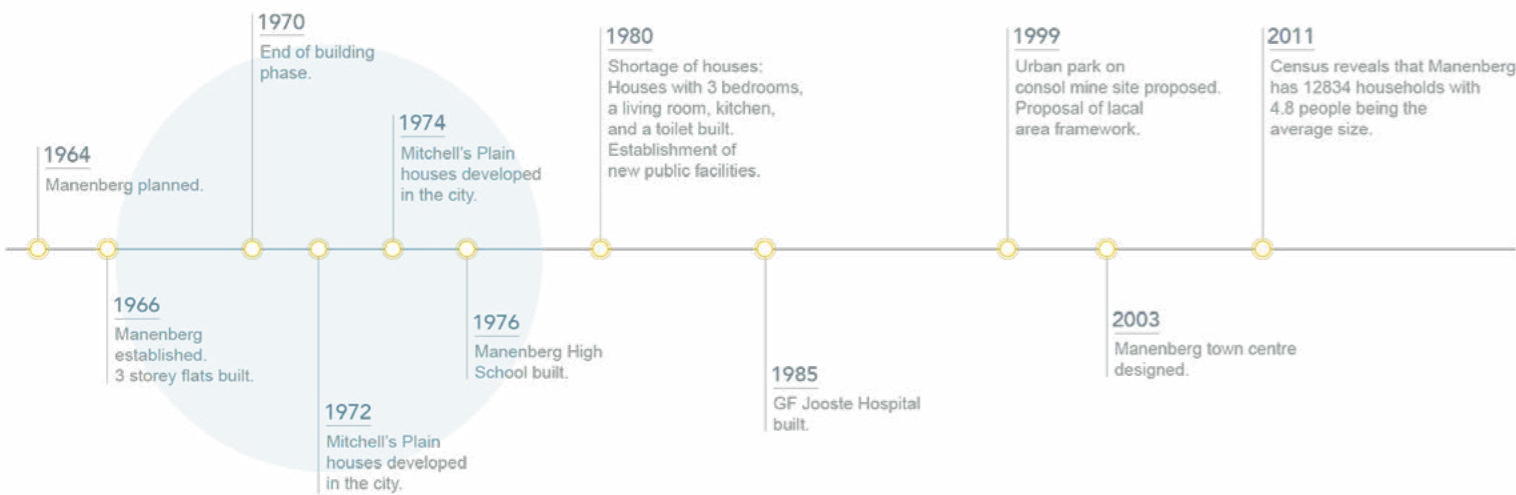 1964
Manenberg planned.
1966
Manenberg
established.
3 storey flats built.
1970
End of building
phase.
1972
Mitchell's Plain
houses developed
in the city.
1974
Mitchell's Plain
houses developed
in the city.
1976
Manenberg High
School built.
1980
Shortage of houses:
Houses with 3 bedrooms,
a living room, kitchen,
and a toilet built.
Establishment of
new public facilities.
1985
GF Jooste Hospital
built.
1999
Urban park on
consol mine site proposed.
Proposal of lacal
area framework.
2003
Manenberg town centre
designed.
2011
Census reveals that Manenberg
has 12834 households with
4.8 people being the
average size.